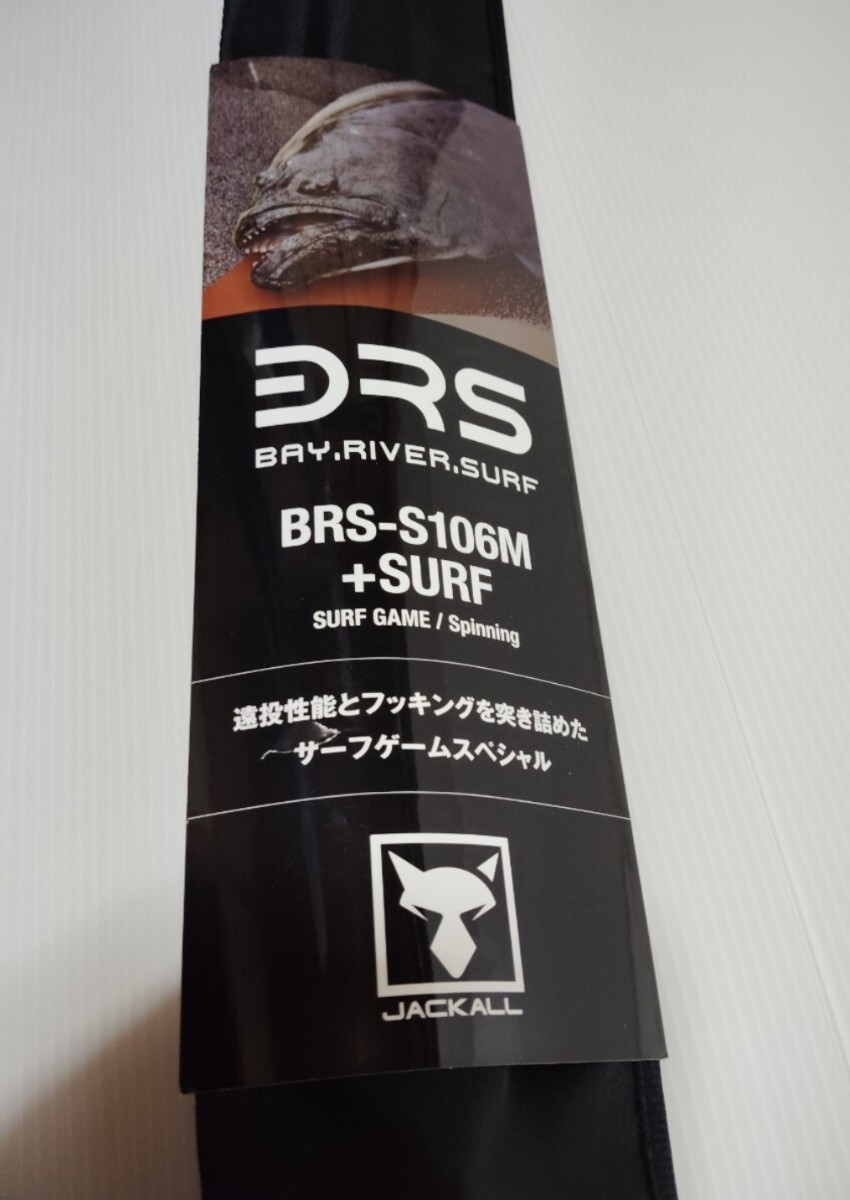 BRS
BAY.RIVER.SURF
BRS-S106M
+SURF
SURF GAME / Spinning
遠投性能とフッキングを突き詰めた
サーフゲームスペシャル
JACKALL